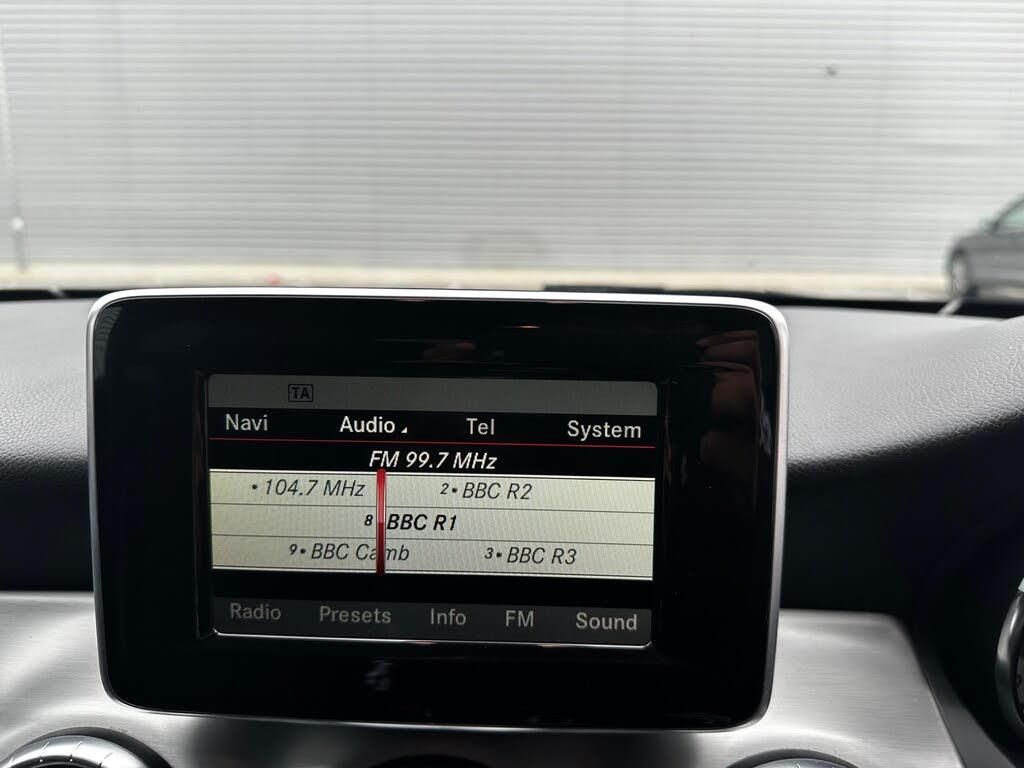 TA
Navi Audio Tel System
FM 99.7 MHz
• 104.7 MHz 2• BBC R2
8 BBC R1
9• BBC Camb 3• BBC R3
Radio Presets Info FM Sound